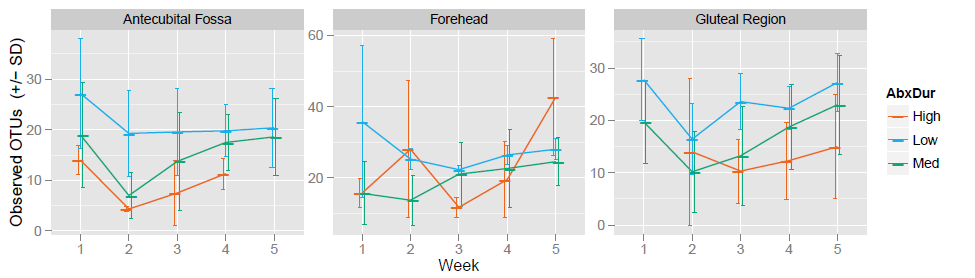 Antecubital Fossa Forehead Gluteal Region
Observed OTUs (+/− SD)
30
20
10
0
60
40
20
30
20
10
0
1 2 3 4 5 1 2 3 4 5 1 2 3 4 5
Week
AbxDur
High
Low
Med